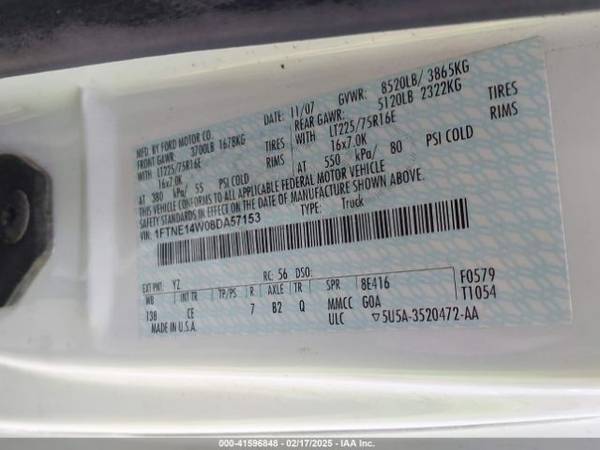 MFD. BY FORD MOTOR CO.
DATE: 11/07 GVWR: 8520LB/ 3865KG
FRONT GAWR: 3700LB 1678KG
REAR GAWR: 5120LB 2322KG
WITH LT225/75R16E TIRES
WITH LT225/75R16E TIRES
16x7.0K RIMS
16x7.0K RIMS
AT 380 kPa/ 55 PSI COLD
AT 550 kPa/ 80 PSI COLD
THIS VEHICLE CONFORMS TO ALL APPLICABLE FEDERAL MOTOR VEHICLE
SAFETY STANDARDS IN EFFECT ON THE DATE OF MANUFACTURE SHOWN ABOVE.
1FTNE14W08DA57153
TYPE: Truck
EXT PNT: YZ RC: 56 DSO: F0579
WB INT TR TP/PS R AXLE TR SPR 8E416 T1054
138 CE 7 B2 Q MMCC G0A
MADE IN U.S.A. ULC ▽5U5A-3520472-AA
000-41596848 - 02/17/2025 - IAA Inc.